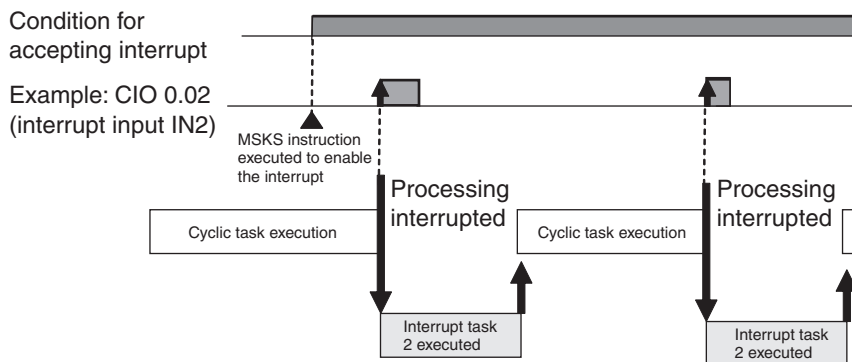 Condition for
accepting interrupt
Example: CIO 0.02
(interrupt input IN2)
MSKS instruction
executed to enable
the interrupt
Processing
interrupted
Processing
interrupted
Cyclic task execution
Cyclic task execution
Interrupt task
2 executed
Interrupt task
2 executed